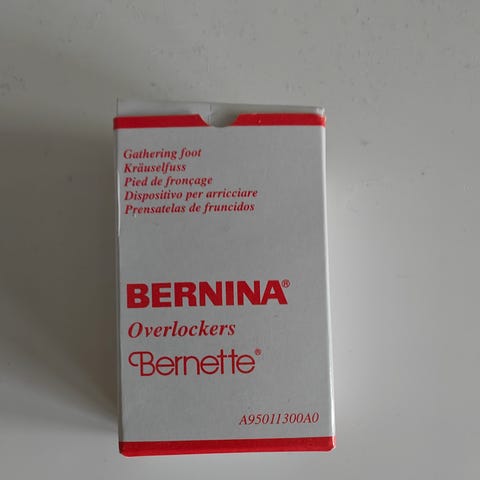 Gathering foot
Kräuselfuss
Pied de fronçage
Dispositivo per arricciare
Prensatelas de fruncidos
BERNINA®
Overlockers
Bernette®
A95011300A0